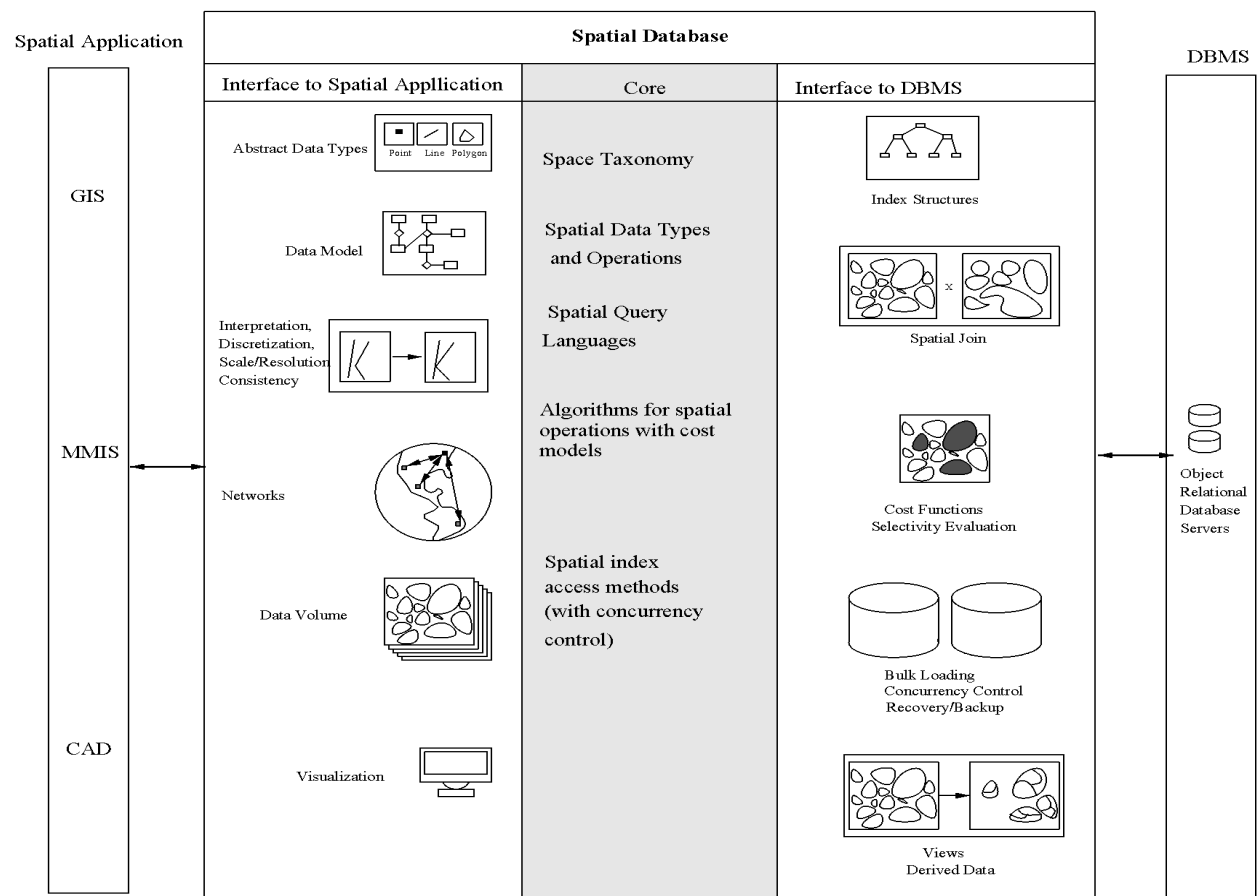 Spatial Application
GIS
MMIS
CAD
Spatial Database
Interface to Spatial Appllication
Abstract Data Types
Point Line Polygon
Data Model
Interpretation,
Discretization,
Scale/Resolution
Consistency
Networks
Data Volume
Visualization
Core
Space Taxonomy
Spatial Data Types
and Operations
Spatial Query
Languages
Algorithms for spatial
operations with cost
models
Spatial index
access methods
(with concurrency
control)
Interface to DBMS
Index Structures
x
Spatial Join
Cost Functions
Selectivity Evaluation
Bulk Loading
Concurrency Control
Recovery/Backup
Views
Derived Data
DBMS
Object
Relational
Database
Servers